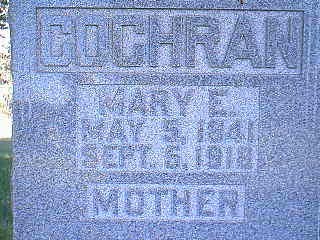 COCHRAN
MARY E.
MAY 5, 1841
SEPT. 6, 1918
MOTHER